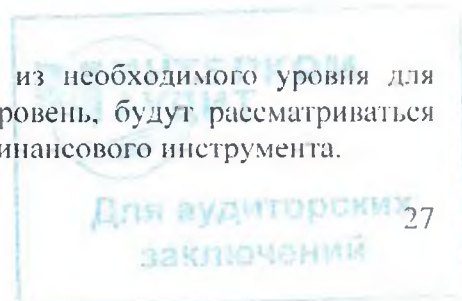 из необходимого уровня для
ровень, будут рассматриваться
инансового инструмента.
Для аудиторских
27
заключений